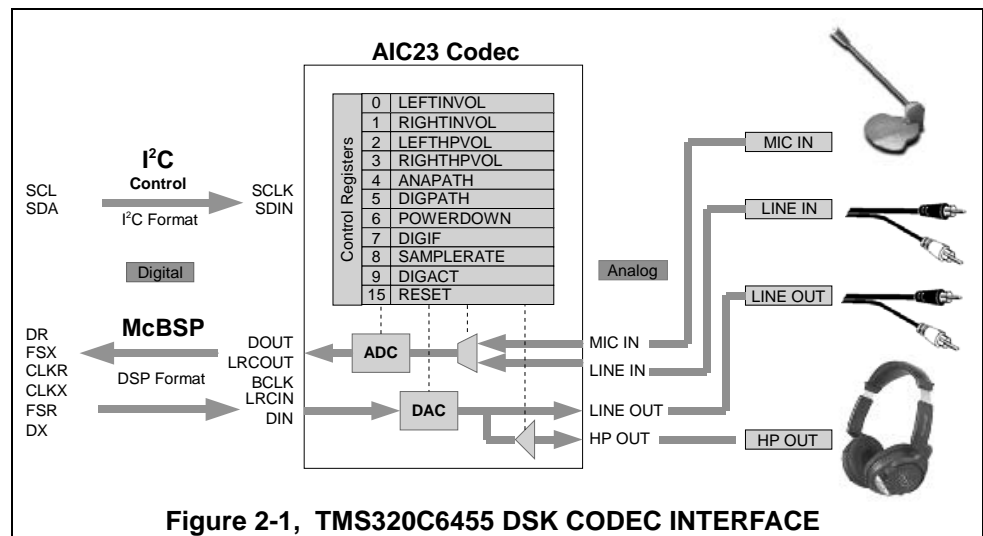 AIC23 Codec
Control Registers
0 LEFTINVOL
1 RIGHTINVOL
2 LEFTHPVOL
3 RIGHTHPVOL
4 ANAPATH
5 DIGPATH
6 POWERDOWN
7 DIGIF
8 SAMPLERATE
9 DIGACT
15 RESET
I²C
Control
I²C Format
SCL
SDA
SCLK
SDIN
Digital
Analog
McBSP
DSP Format
DR
FSX
CLKR
CLKX
FSR
DX
DOUT
LRCOUT
BCLK
LRCIN
DIN
ADC
DAC
MIC IN
LINE IN
LINE OUT
HP OUT
MIC IN
LINE IN
LINE OUT
HP OUT
Figure 2-1, TMS320C6455 DSK CODEC INTERFACE